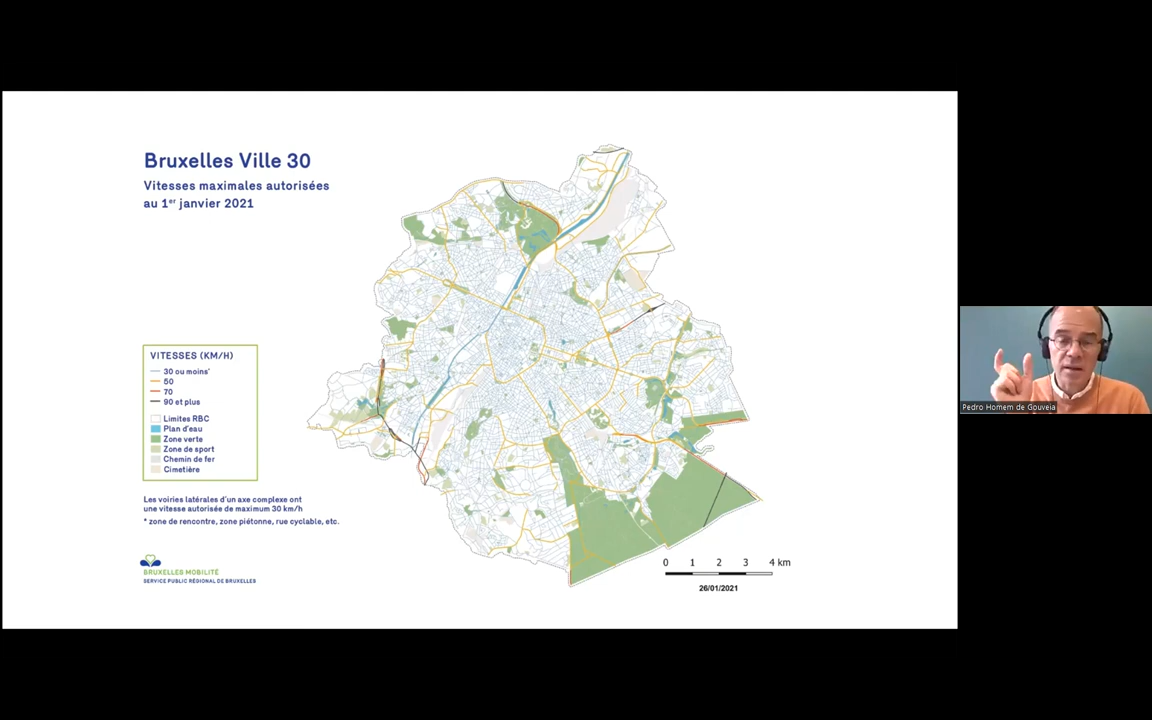 Bruxelles Ville 30
Vitesses maximales autorisées
au 1er janvier 2021
VITESSES (KM/H)
30 ou moins*
50
70
90 et plus
Limites RBC
Plan d'eau
Zone verte
Zone de sport
Chemin de fer
Cimetière
Les voiries latérales d'un axe complexe ont
une vitesse autorisée de maximum 30 km/h
* zone de rencontre, zone piétonne, rue cyclable, etc.
BRUXELLES MOBILITÉ
SERVICE PUBLIC RÉGIONAL DE BRUXELLES
0 1 2 3 4 km
26/01/2021
Pedro Homem de Gouveia